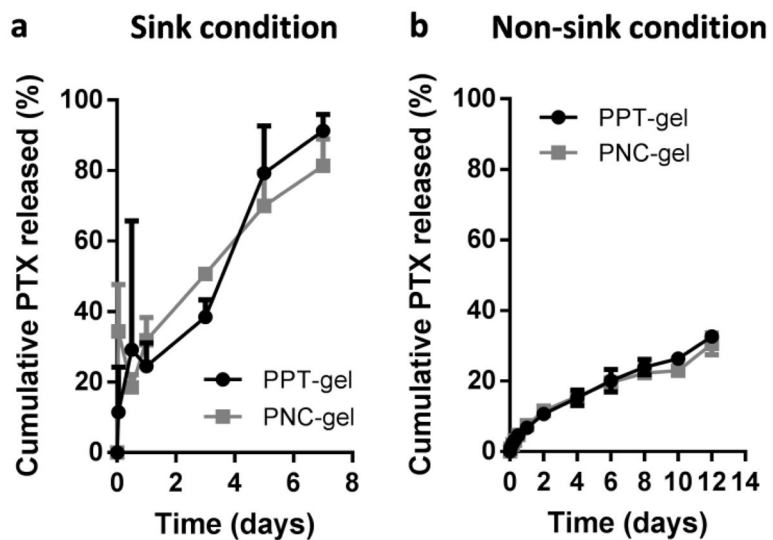 a Sink condition
Cumulative PTX released (%)
100
80
60
40
20
0
PPT-gel
PNC-gel
0 2 4 6 8
Time (days)
b Non-sink condition
Cumulative PTX released (%)
100
80
60
40
20
0
PPT-gel
PNC-gel
0 2 4 6 8 10 12 14
Time (days)